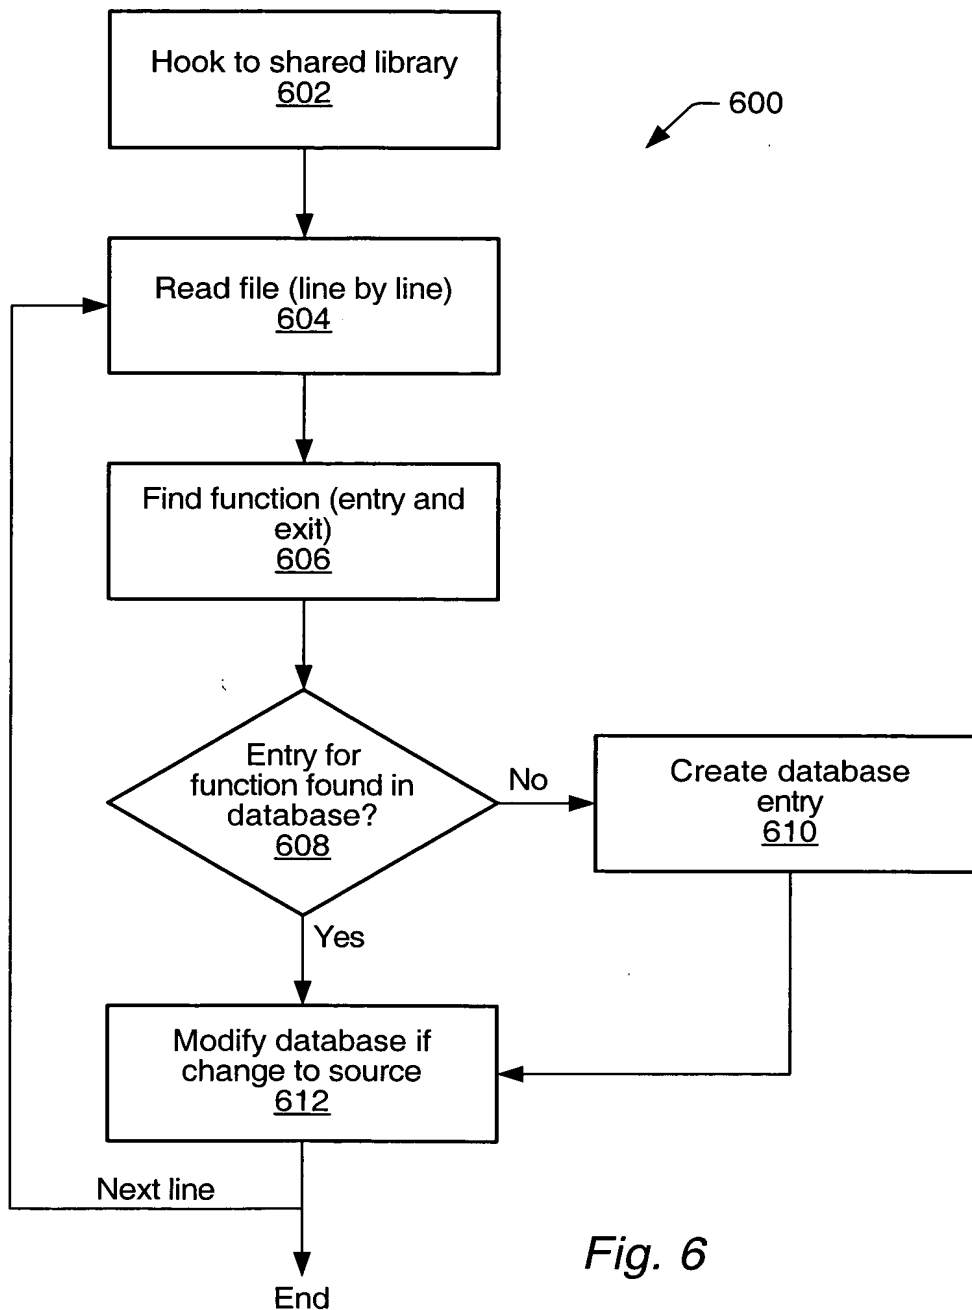 Hook to shared library
602
600
Read file (line by line)
604
Find function (entry and
exit)
606
Entry for
function found in
database?
608
No
Create database
entry
610
Yes
Modify database if
change to source
612
Next line
End
Fig. 6